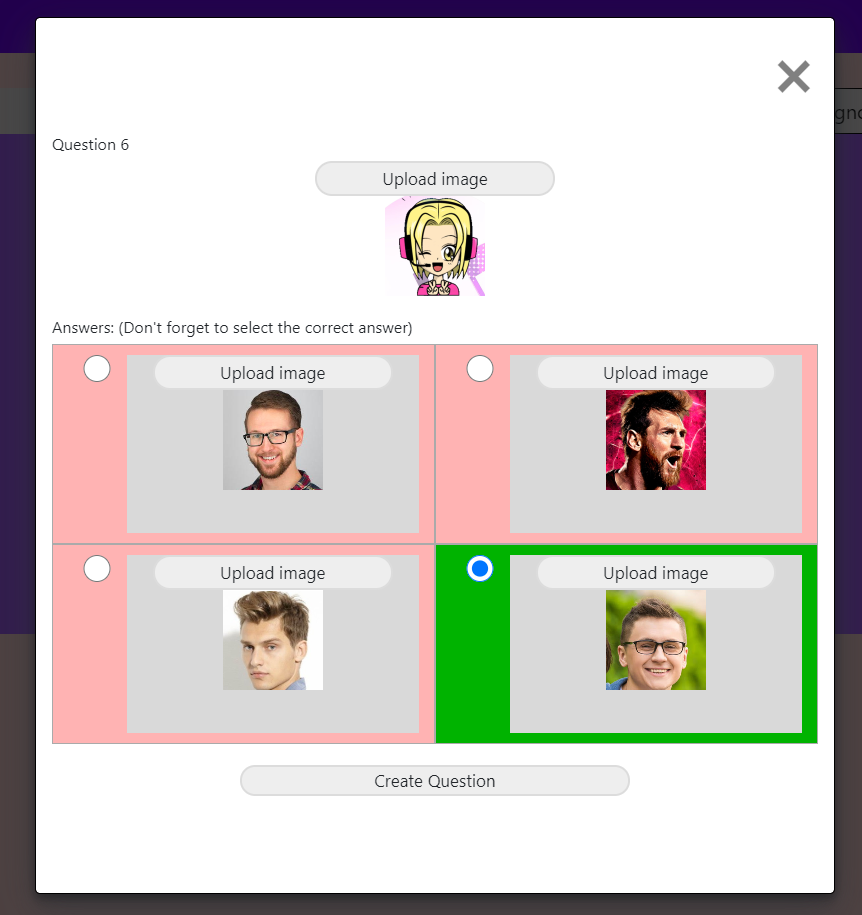 Question 6
Upload image
Answers: (Don't forget to select the correct answer)
Upload image
Upload image
Upload image
Upload image
Create Question